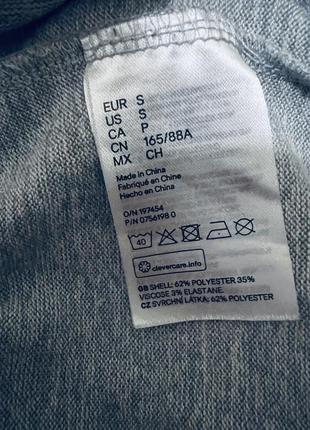 EUR S
US S
CA P
CN 165/88A
MX CH
Made in China
Fabriqué en Chine
Hecho en China
O/N 197454
P/N 0756198 0
40
clevercare.info
GB SHELL: 62% POLYESTER 35%
VISCOSE 3% ELASTANE.
CZ SVRCHNÍ LÁTKA: 62% POLYESTER